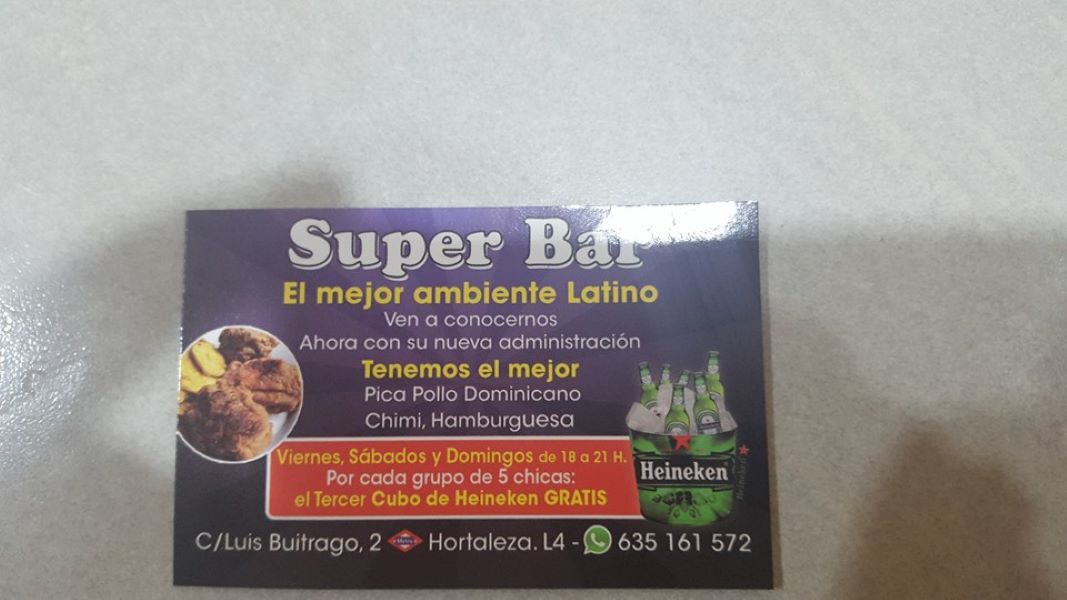 Super Bar
El mejor ambiente Latino
Ven a conocernos
Ahora con su nueva administración
Tenemos el mejor
Pica Pollo Dominicano
Chimi, Hamburguesa
Viernes, Sábados y Domingos de 18 a 21 H.
Por cada grupo de 5 chicas:
el Tercer Cubo de Heineken GRATIS
Heineken
Heineken
C/Luis Buitrago, 2 Metro Hortaleza. L4 - 635 161 572